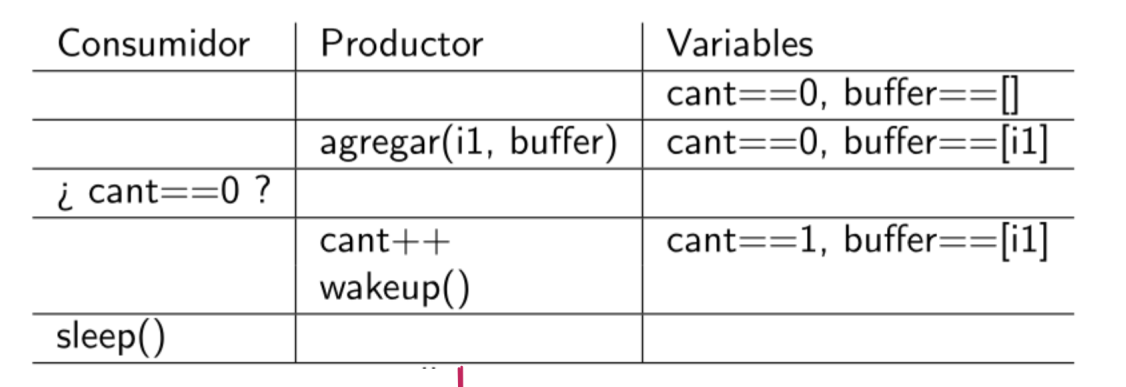 Consumidor Productor Variables
cant==0, buffer==[]
agregar(i1, buffer) cant==0, buffer==[i1]
¿ cant==0 ?
cant++ cant==1, buffer==[i1]
wakeup()
sleep()